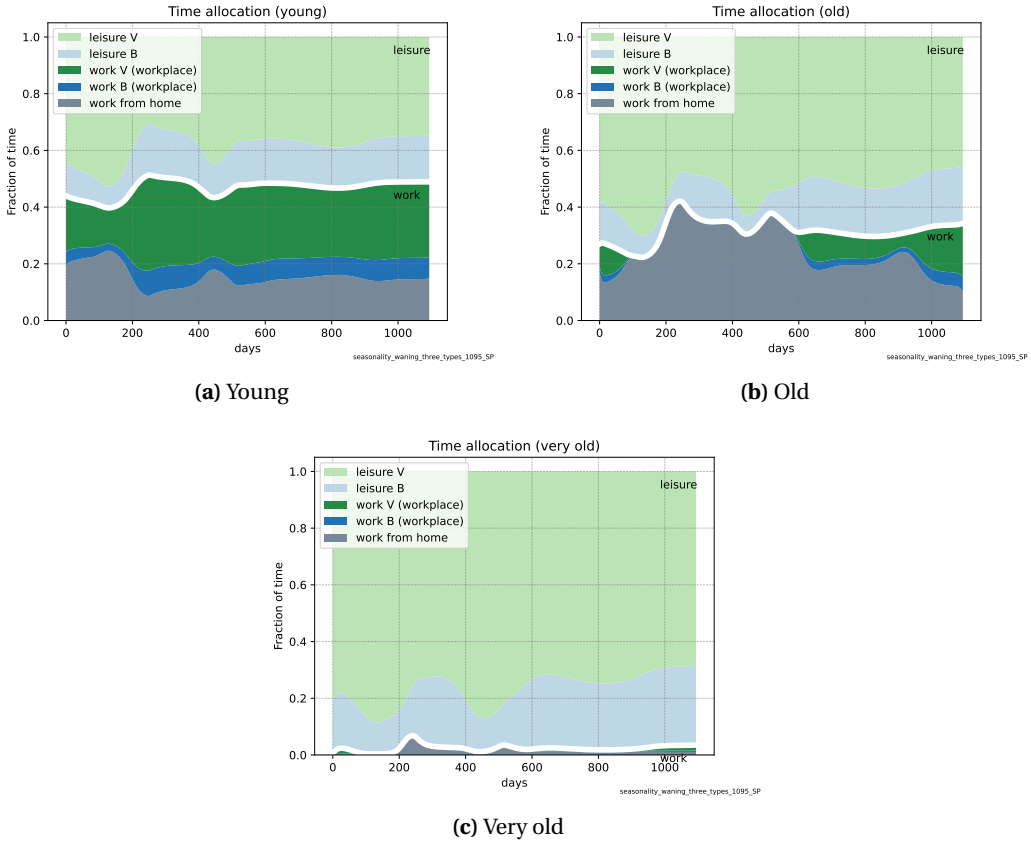 Time allocation (young)
Fraction of time
1.0
0.8
0.6
0.4
0.2
0.0
leisure V
leisure B
work V (workplace)
work B (workplace)
work from home
leisure
work
0 200 400 600 800 1000
days
seasonality_waning_three_types_1095_SP
(a) Young
Time allocation (old)
Fraction of time
1.0
0.8
0.6
0.4
0.2
0.0
leisure V
leisure B
work V (workplace)
work B (workplace)
work from home
leisure
work
0 200 400 600 800 1000
days
seasonality_waning_three_types_1095_SP
(b) Old
Time allocation (very old)
Fraction of time
1.0
0.8
0.6
0.4
0.2
0.0
leisure V
leisure B
work V (workplace)
work B (workplace)
work from home
leisure
work
0 200 400 600 800 1000
days
seasonality_waning_three_types_1095_SP
(c) Very old